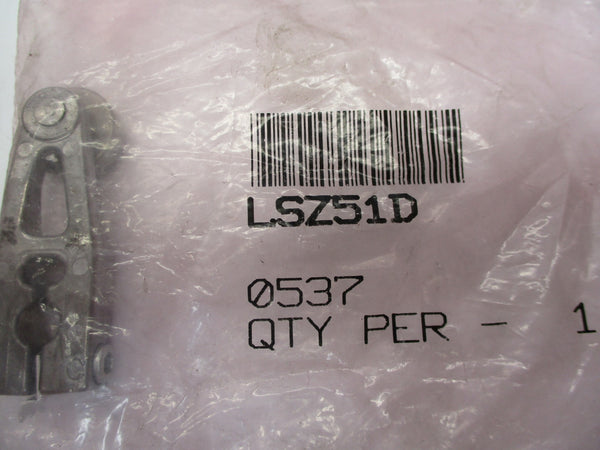 LSZ51D
0537
QTY PER - 1